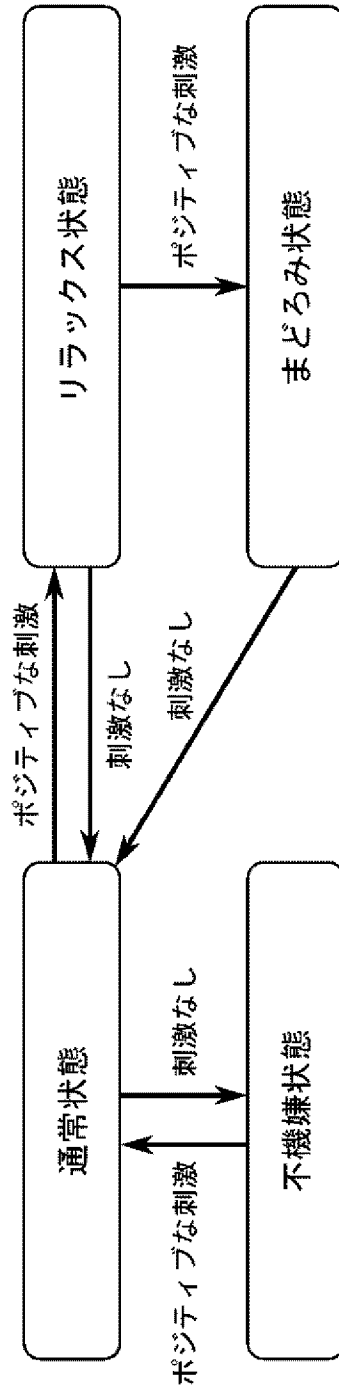 ポジティブな刺激
通常状態
リラックス状態
刺激なし
ポジティブな刺激
刺激なし
刺激なし
ポジティブな刺激
不機嫌状態
まどろみ状態